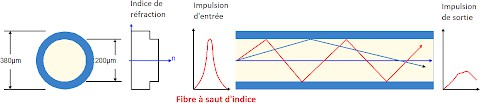 Indice de
réfraction
Impulsion
d'entrée
Impulsion
de sortie
380µm
200µm
n
Fibre à saut d'indice